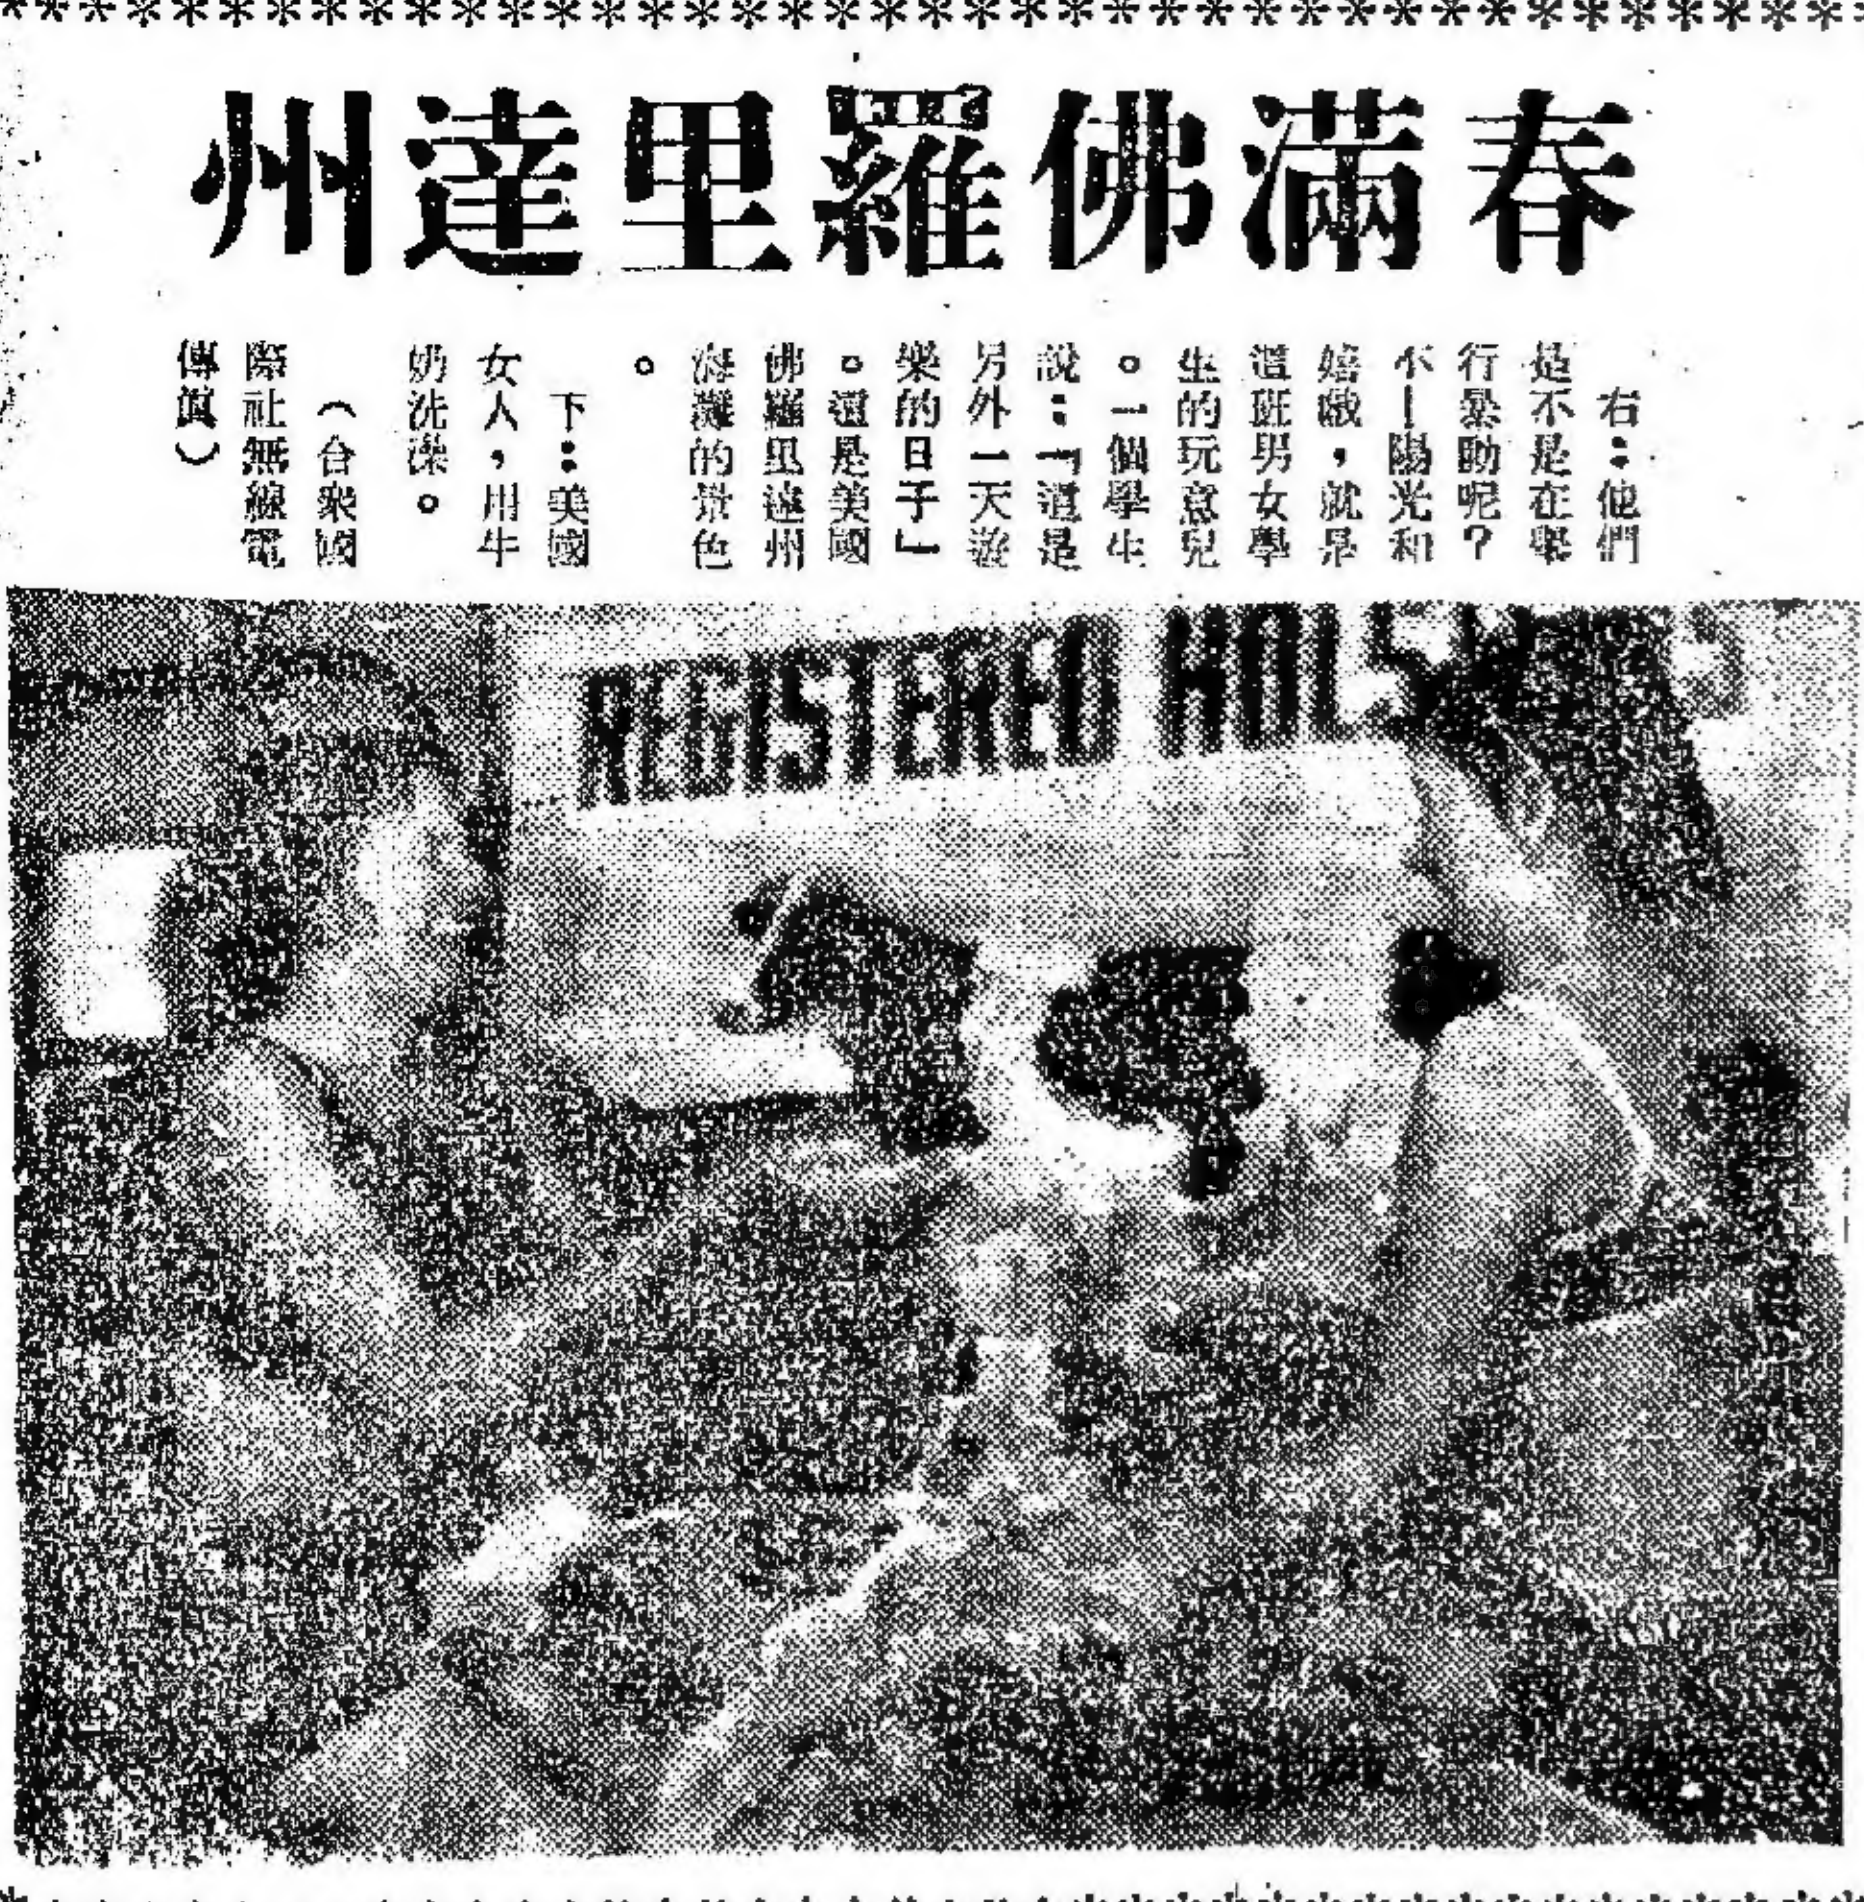 春滿佛羅里達州
右：他們
是不是在舉
行暴動呢？
不—陽光和
嬉戲，就是
這班男女學
生的玩意兒
。一個學生
說：「這是
另外一天遊
樂的日子」
。這是美國
佛羅里達州
海灘的景色
。
下：美國
女人，用牛
奶洗澡。
（合衆國
際社無線電
傳眞）
REGISTERED HOLS